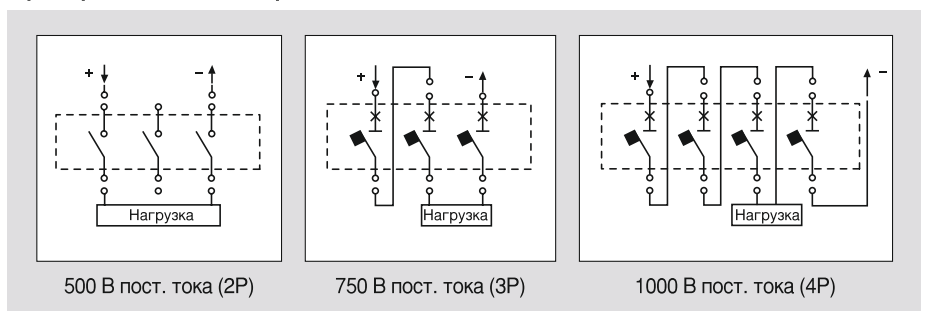 + −
+ −
+ −
Нагрузка
Нагрузка
Нагрузка
500 В пост. тока (2P)
750 В пост. тока (3P)
1000 В пост. тока (4P)